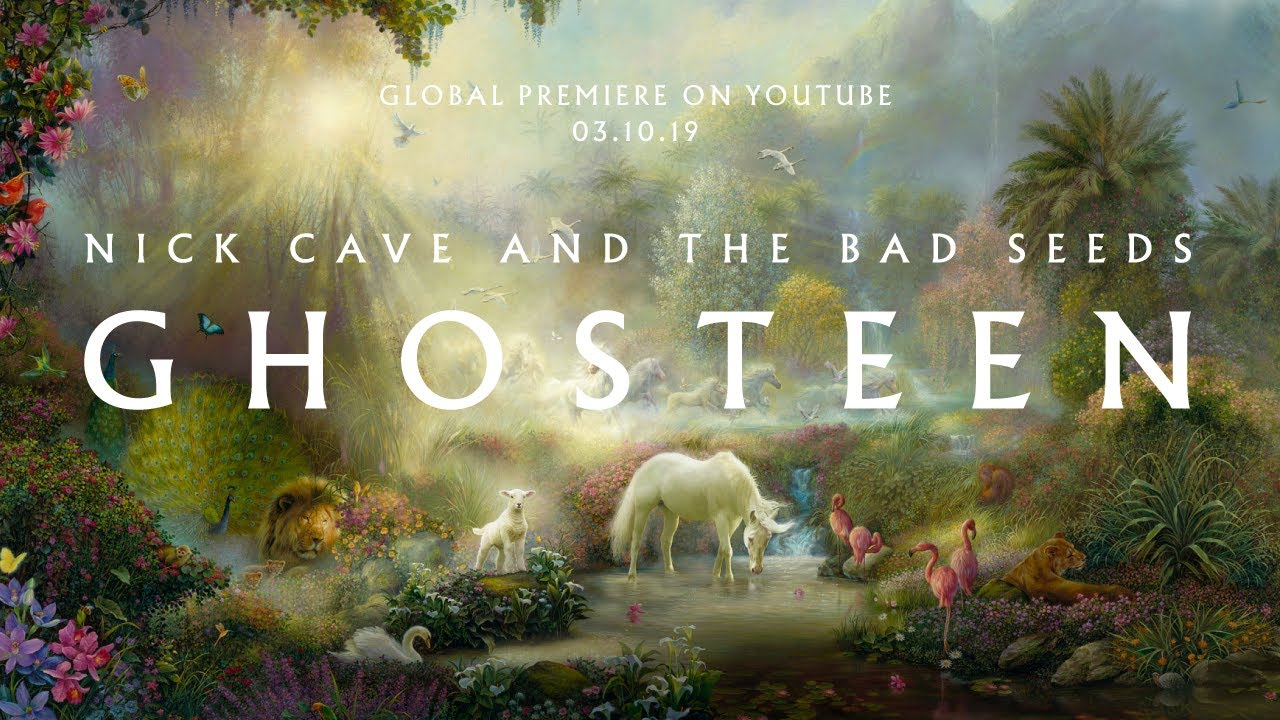 GLOBAL PREMIERE ON YOUTUBE
03.10.19
NICK CAVE AND THE BAD SEEDS
GHOSTEEN